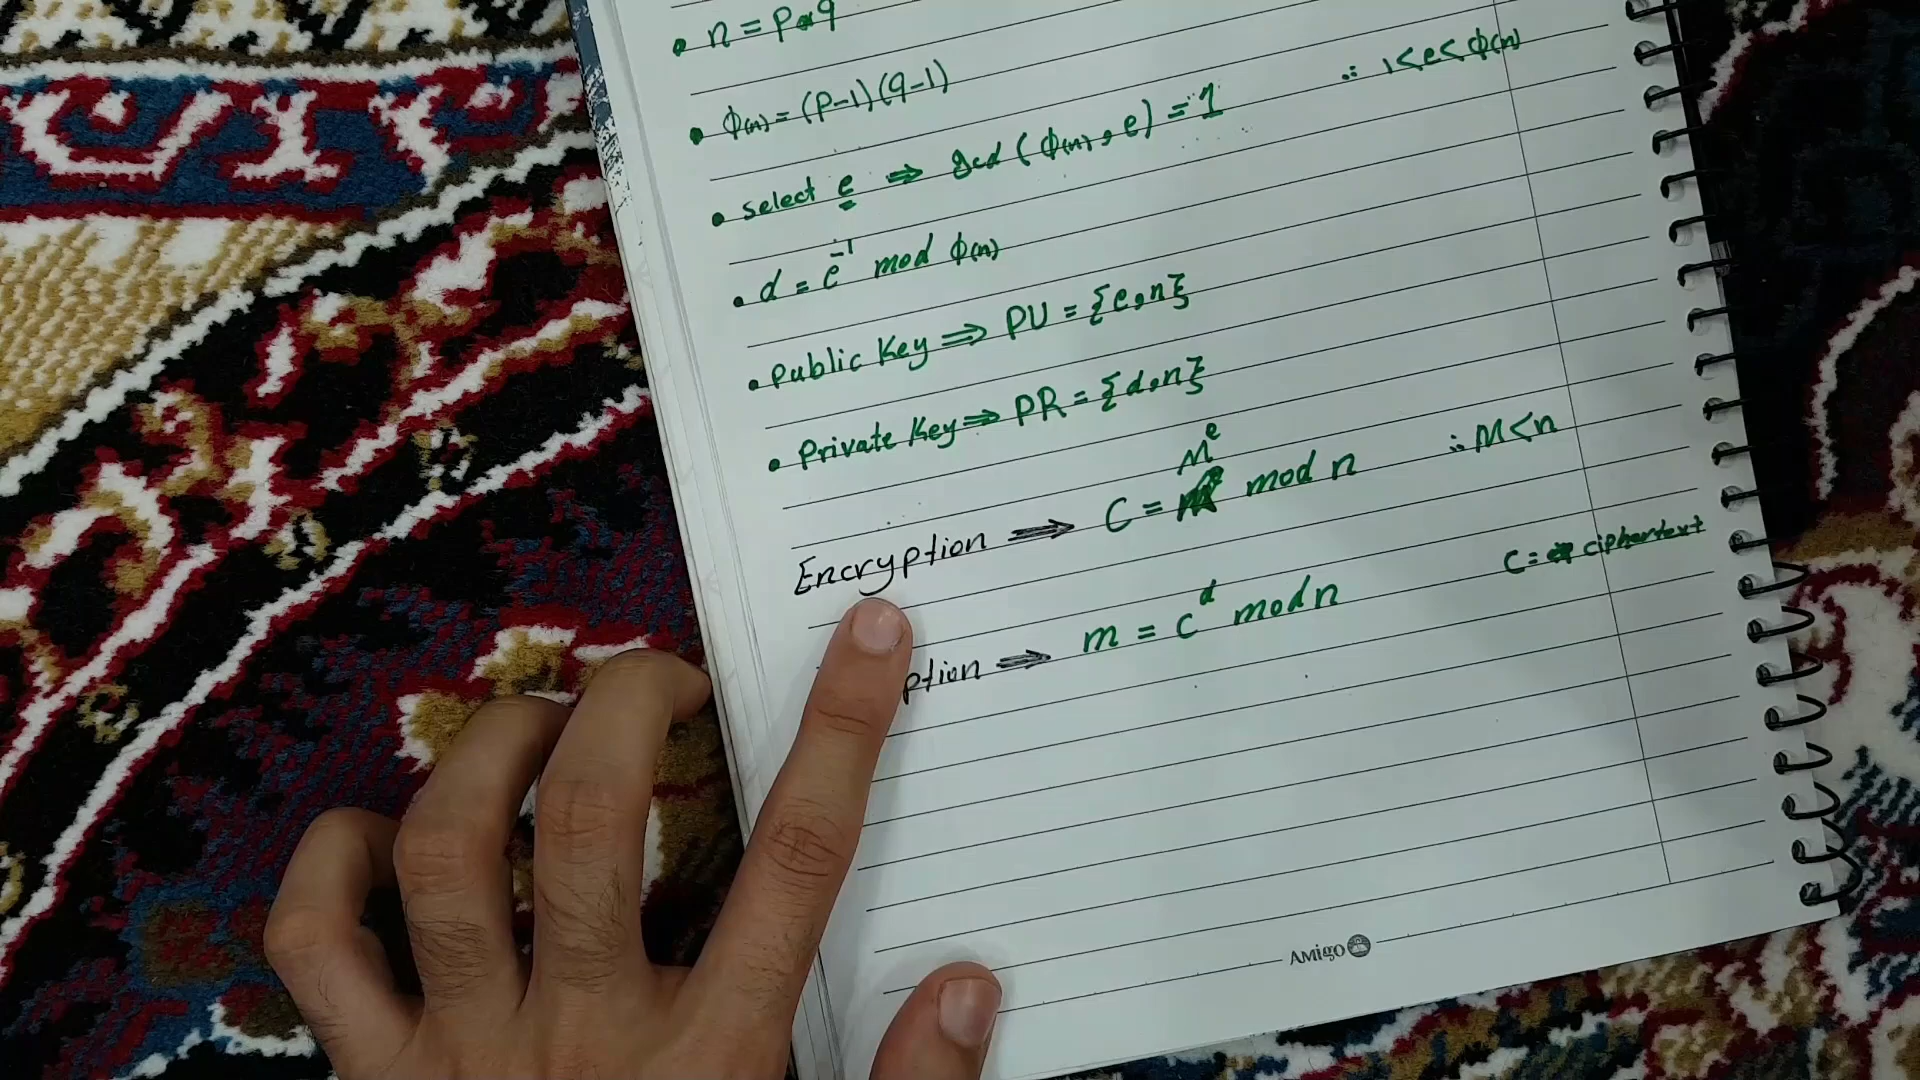 • n = p*q
• ϕ(n) = (P-1)(q-1)
• select e ⇒ gcd (ϕ(n), e) = 1 ∴ 1<e<ϕ(n)
• d = e⁻¹ mod ϕ(n)
• Public Key ⇒ PU = {e,n}
• Private Key ⇒ PR = {d,n}
Encryption ⇒ C = Mᵉ mod n ∴ M<n
C = ciphertext
ption ⇒ m = cᵈ mod n
AMigo